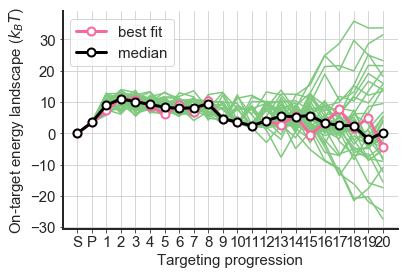 best fit
median
On-target energy landscape (k_BT)
30
20
10
0
−10
−20
−30
S P 1 2 3 4 5 6 7 8 9 10 11 12 13 14 15 16 17 18 19 20
Targeting progression